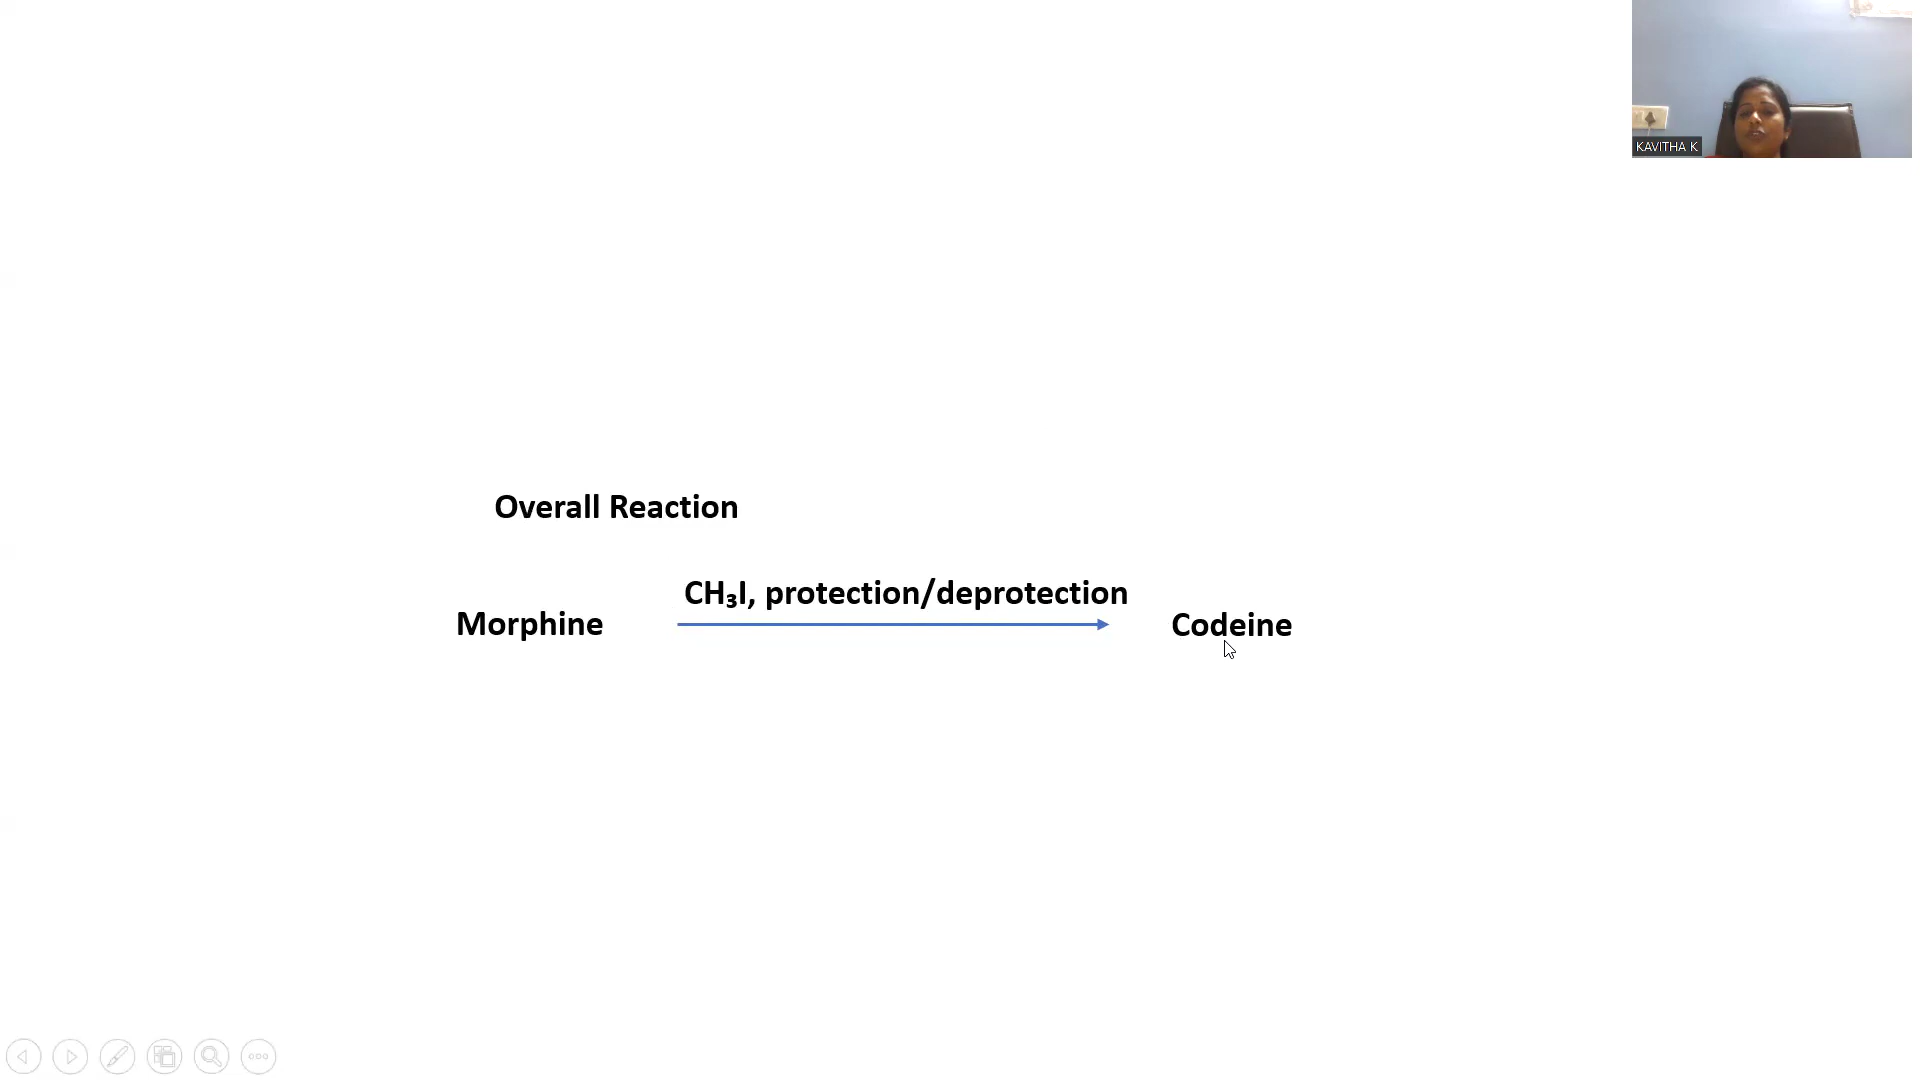 KAVITHA K
Overall Reaction
CH₃I, protection/deprotection
Morphine
Codeine